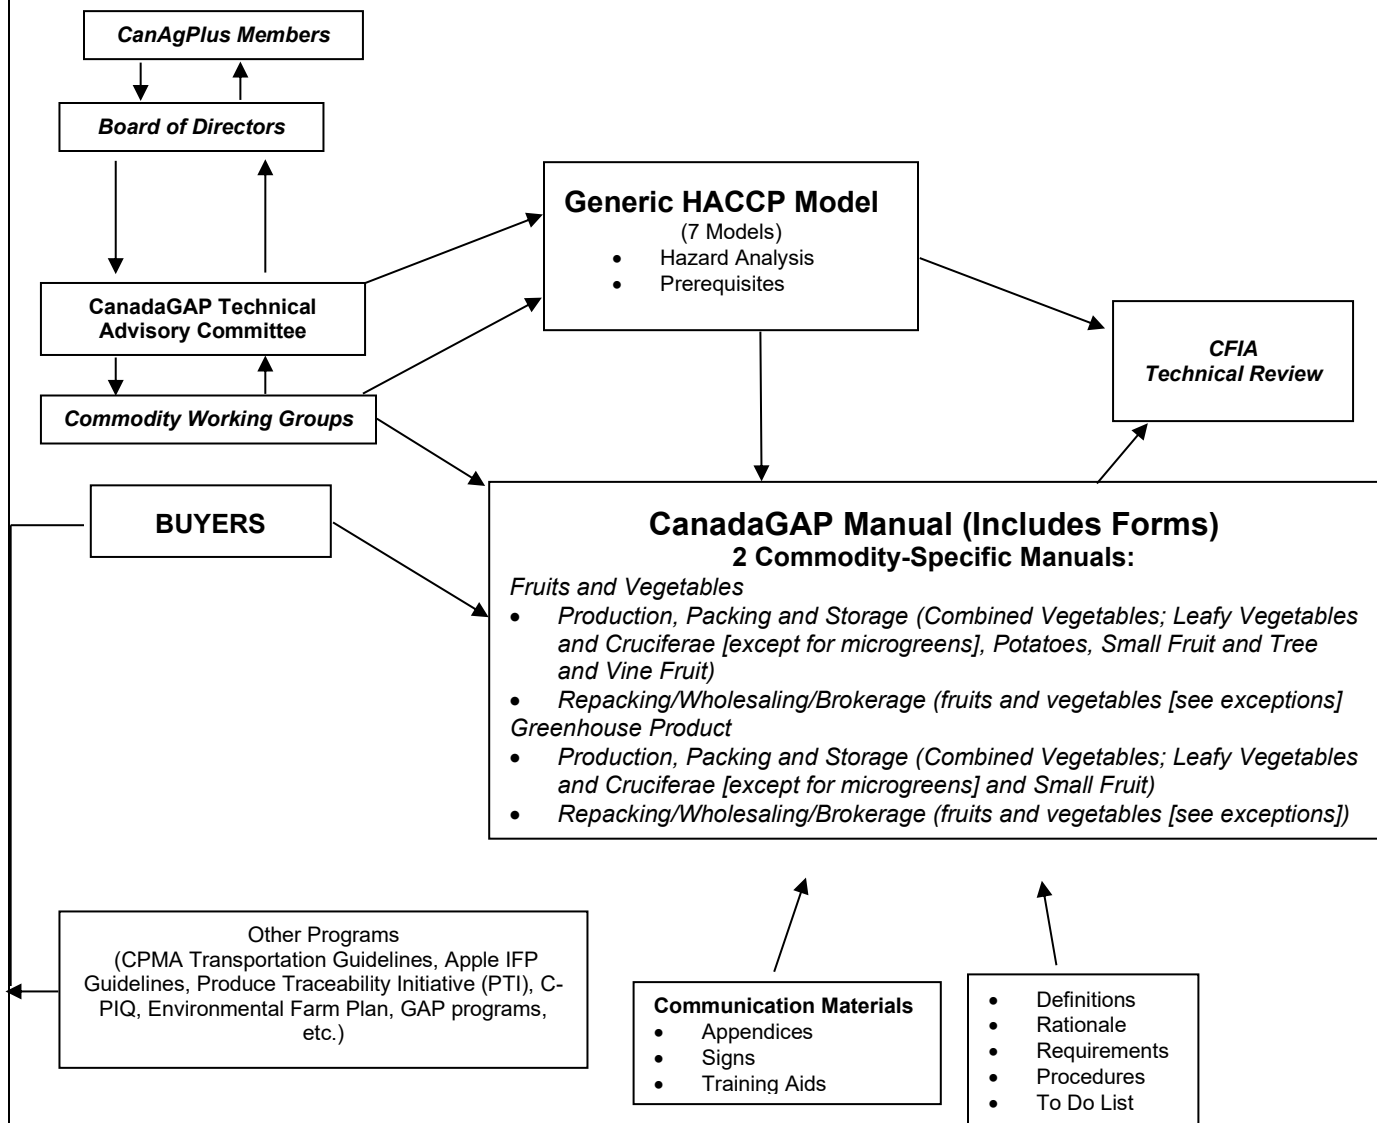 CanAgPlus Members
Board of Directors
CanadaGAP Technical
Advisory Committee
Commodity Working Groups
Generic HACCP Model
(7 Models)
• Hazard Analysis
• Prerequisites
CFIA
Technical Review
BUYERS
CanadaGAP Manual (Includes Forms)
2 Commodity-Specific Manuals:
Fruits and Vegetables
• Production, Packing and Storage (Combined Vegetables; Leafy Vegetables
and Cruciferae [except for microgreens], Potatoes, Small Fruit and Tree
and Vine Fruit)
• Repacking/Wholesaling/Brokerage (fruits and vegetables [see exceptions]
Greenhouse Product
• Production, Packing and Storage (Combined Vegetables; Leafy Vegetables
and Cruciferae [except for microgreens] and Small Fruit)
• Repacking/Wholesaling/Brokerage (fruits and vegetables [see exceptions])
Other Programs
(CPMA Transportation Guidelines, Apple IFP
Guidelines, Produce Traceability Initiative (PTI), C-
PIQ, Environmental Farm Plan, GAP programs,
etc.)
Communication Materials
• Appendices
• Signs
• Training Aids
• Definitions
• Rationale
• Requirements
• Procedures
• To Do List